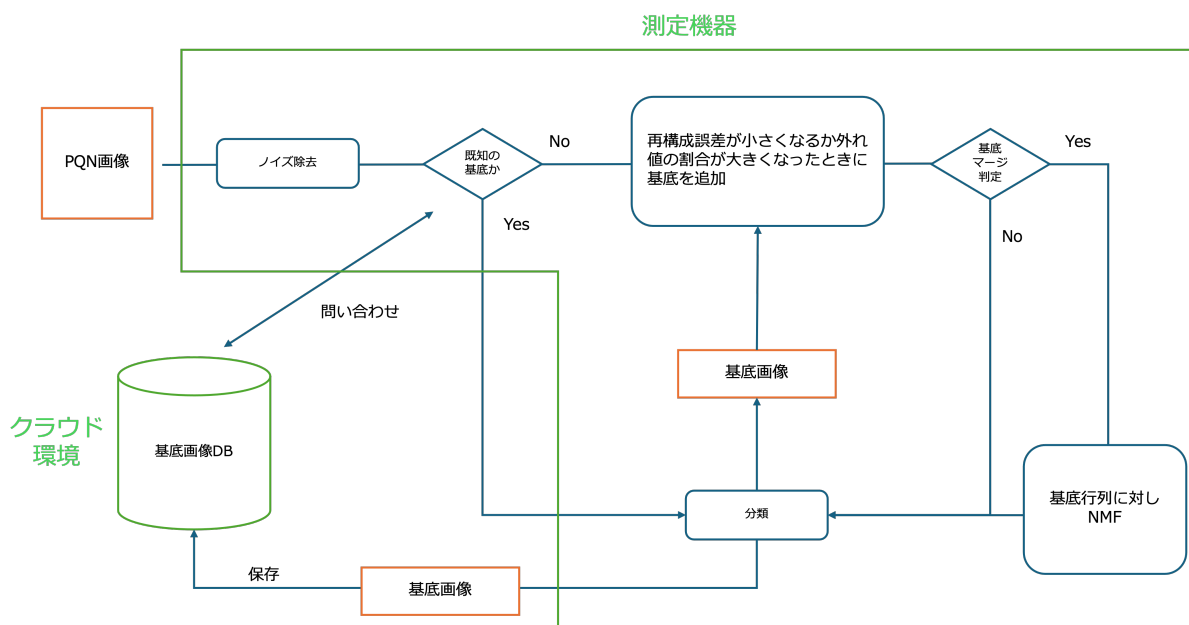 測定機器
PQN画像
ノイズ除去
既知の
基底か
No
Yes
再構成誤差が小さくなるか外れ
値の割合が大きくなったときに
基底を追加
基底
マージ
判定
Yes
No
問い合わせ
基底画像
クラウド
環境
基底画像DB
分類
基底行列に対し
NMF
保存
基底画像